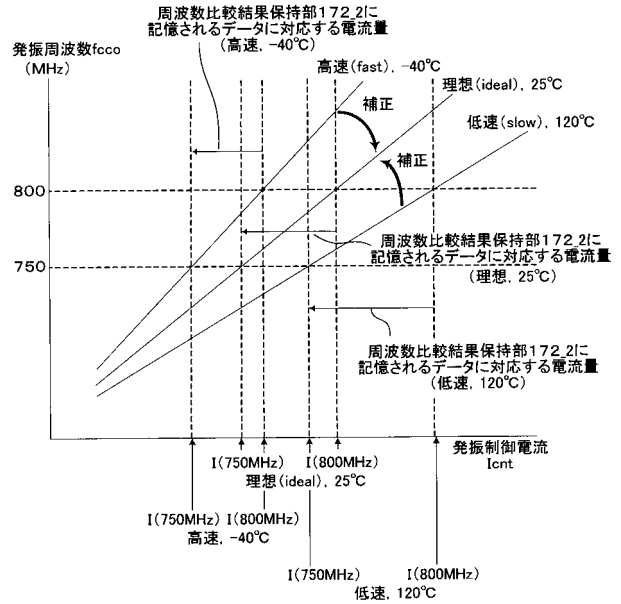 周波数比較結果保持部172_2に
記憶されるデータに対応する電流量
(高速, -40℃)
発振周波数fcco
(MHz)
高速(fast), -40℃
理想(ideal), 25℃
補正
低速(slow), 120℃
補正
800
周波数比較結果保持部172_2に
記憶されるデータに対応する電流量
(理想, 25℃)
750
周波数比較結果保持部172_2に
記憶されるデータに対応する電流量
(低速, 120℃)
発振制御電流
Icnt
I(750MHz) I(800MHz)
理想(ideal), 25℃
I(750MHz) I(800MHz)
高速, -40℃
I(750MHz) I(800MHz)
低速, 120℃